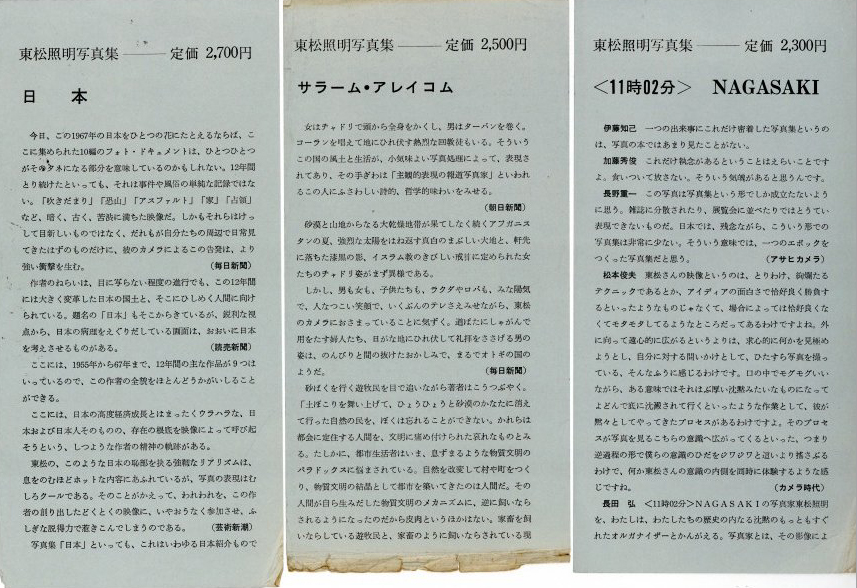 東松照明写真集 ―― 定価 2,700円
日 本
今日、この1967年の日本をひとつの花にたとえるならば、こ
こに集められた10編のフォト・ドキュメントは、ひとつひとつ
がそのタネになる部分を意味しているのかもしれない。12年間
とり続けたといっても、それは事件や風俗の単純な記録ではな
い。「吹きだまり」「恐山」「アスファルト」「家」「占領」
など、暗く、古く、苦渋に満ちた映像だ。しかもそれらはけっ
して目新しいものではなく、だれもが自分たちの周辺で日常見
てきたはずのものだけに、彼のカメラによるこの告発は、より
強い衝撃を生む。 (毎日新聞)
作者のねらいは、目に写らない程度の進行でも、この12年間
には大きく変革した日本の国土と、そこにひしめく人間に向け
られている。題名の「日本」もそこからきているが、鋭利な視
点から、日本の病理をえぐりだしている画面は、おおいに日本
を考えさせるものがある。 (読売新聞)
ここには、1955年から67年まで、12年間の主な作品が9つは
いっているので、この作者の全貌をほとんどうかがいしること
ができる。
ここには、日本の高度経済成長とはまったくウラハラな、日
本および日本人そのものの、存在の根底を映像によって呼び起
そうという、しつような作者の精神の軌跡がある。
東松の、このような日本の恥部を抉る強靱なリアリズムは、
息をのむほどホットな内容にあふれているが、写真の表現はむ
しろクールである。そのことがかえって、われわれを、この作
者の創り出したどくとくの映像に、いやおうなく参加させ、ふ
しぎな説得力で惹きこんでしまうのである。 (芸術新潮)
写真集「日本」といっても、これはいわゆる日本紹介もので
東松照明写真集 ―― 定価 2,500円
サラーム・アレイコム
女はチャドリで頭から全身をかくし、男はターバンを巻く。
コーランを唱えて地にひれ伏す熱烈な回教徒もいる。そういう
この国の風土と生活が、小気味よい写真処理によって、表現さ
れてあり、その手ぎわは「主観的表現の報道写真家」といわれ
るこの人にふさわしい詩的、哲学的味わいをみせる。
(朝日新聞)
砂漠と山地からなる大乾燥地帯が果てしなく続くアフガニス
タンの夏、強烈な太陽をはね返す真白のまぶしい大地と、軒先
に落ちた漆黒の影、イスラム教のきびしい戒律に定められた女
たちのチャドリ姿がまず異様である。
しかし、男も女も、子供たちも、ラクダやロバも、みな陽気
で、人なつこい笑顔で、いくぶんのテレさえみせながら、東松
のカメラにおさまっていることに気ずく。道ばたにしゃがんで
用をたす婦人たち、日がな地にひれ伏して礼拝をささげる男の
姿は、のんびりと間の抜けたおかしみで、まるでオトギの国の
ようだ。 (毎日新聞)
砂ぼくを行く遊牧民を目で追いながら著者はこうつぶやく。
「土ぼこりを舞い上げて、ひょうひょうと砂漠のかなたに消え
て行った自然の民を、ぼくは忘れることができない。かれらは
都会に定住する人間を、文明に痛め付けられた哀れなものとみ
る。たしかに、都市生活者はいま、息ずまるような物質文明の
パラドックスに悩まされている。自然を改変して村や町をつく
り、物質文明の結晶として都市を築いてきたのは人間だ。その
人間が自ら生みだした物質文明のメカニズムに、逆に飼いなら
されるようになったのだから皮肉というほかはない。家畜を飼
いならしている遊牧民と、家畜のように飼いならされている現
東松照明写真集 ―― 定価 2,300円
<11時02分> NAGASAKI
伊藤知己 一つの出来事にこれだけ密着した写真集というの
は、写真の本ではあまり見たことがない。
加藤秀俊 これだけ執念があるということはえらいことです
よ。食いついて放さない。そういう気魄があると思うんです。
長野重一 この写真は写真集という形でしか成立たないよう
に思う。雑誌に分散されたり、展覧会に並べたりではとうてい
表現できないものだ。日本では、残念ながら、こういう形での
写真集は非常に少ない。そういう意味では、一つのエポックを
つくった写真集だと思う。 (アサヒカメラ)
松本俊夫 東松さんの映像というのは、とりわけ、絢爛たる
テクニックであるとか、アイディアの面白さで恰好良く勝負す
るといったようなものじゃなくて、場合によっては恰好良くな
くてモタモタしてるようなところだってあるわけですよね。外
に向って遠心的に広がるというよりは、求心的に何かを見極め
ようとし、自分に対する問いかけとして、ひたすら写真を撮っ
ている、そんなふうに感じるわけです。口の中でモグモグいい
ながら、ある意味ではそれほぼ厚い沈黙みたいなものになって
よどんで底に沈澱されて行くといったような作業として、彼が
黙々としてやってきたプロセスがあるわけですよ。そのプロセ
スが写真を見るこちらの意識へ広がってくるといった、つまり
逆過程の形で僕らの意識のひだをジワジワと這いより揺さぶる
わけで、何か東松さんの意識の内側を同時に体験するような感
じですね。 (カメラ時代)
長田 弘 <11時02分>NAGASAKIの写真家東松照明
を、わたしは、わたしたちの歴史の内なる沈黙のもっともすぐ
れたオルガナイザーとかんがえる。写真家とは、その影像によ